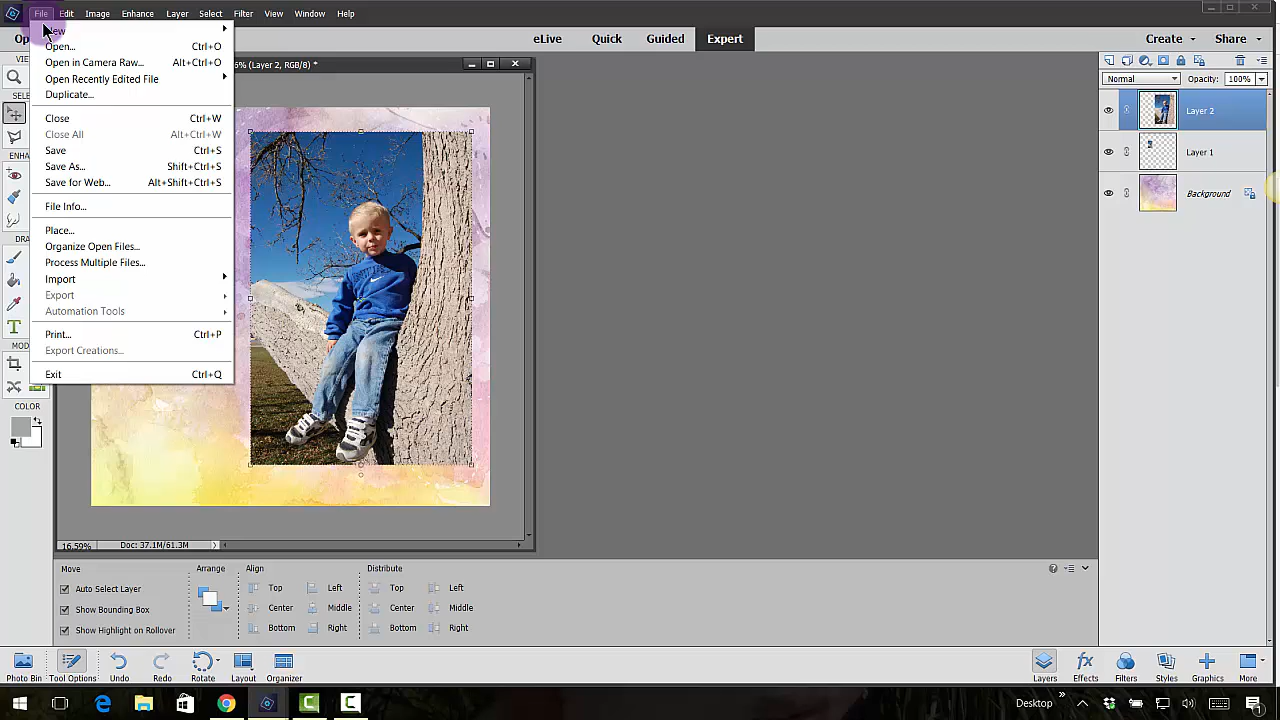 File Edit Image Enhance Layer Select Filter View Window Help
eLive Quick Guided Expert Create Share
6% (Layer 2, RGB/8) *
Open... Ctrl+O
Open in Camera Raw... Alt+Ctrl+O
Open Recently Edited File
Duplicate...
Close Ctrl+W
Close All Alt+Ctrl+W
Save Ctrl+S
Save As... Shift+Ctrl+S
Save for Web... Alt+Shift+Ctrl+S
File Info...
Place...
Organize Open Files...
Process Multiple Files...
Import
Export
Automation Tools
Print... Ctrl+P
Export Creations...
Exit Ctrl+Q
COLOR
Normal Opacity: 100%
Layer 2
Layer 1
Background
16.59% Doc: 37.1M/61.3M
Move Arrange Align Distribute
Auto Select Layer Top Left Top Left
Show Bounding Box Center Middle Center Middle
Show Highlight on Rollover Bottom Right Bottom Right
Photo Bin Tool Options Undo Redo Rotate Layout Organizer Layers Effects Filters Styles Graphics More
Desktop